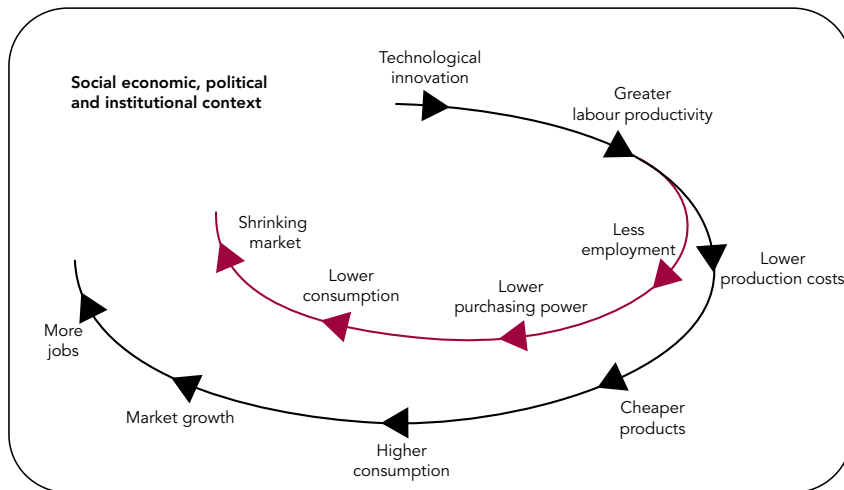 Social economic, political
and institutional context
Technological
innovation
Greater
labour productivity
Less
employment
Lower
purchasing power
Lower
consumption
Shrinking
market
Lower
production costs
Cheaper
products
Higher
consumption
Market growth
More
jobs